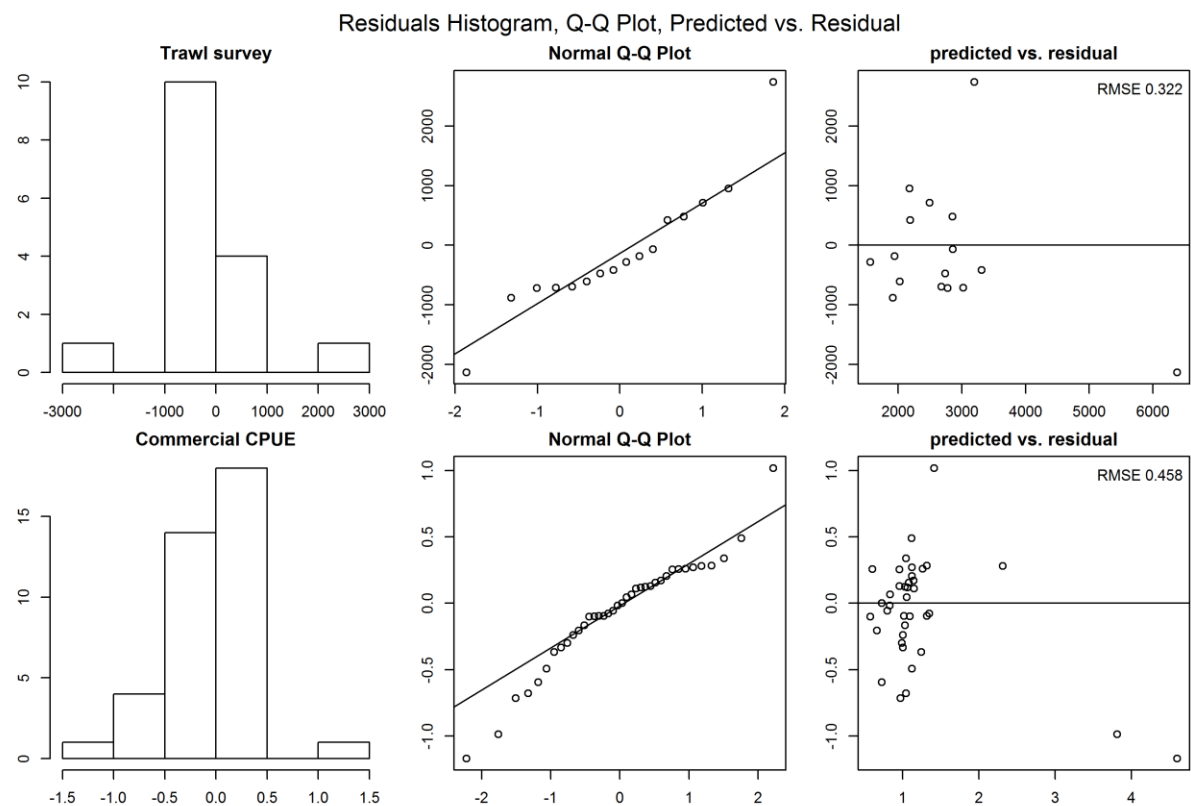 Residuals Histogram, Q-Q Plot, Predicted vs. Residual
Trawl survey
Normal Q-Q Plot
predicted vs. residual
10
8
6
4
2
0
-3000 -1000 0 1000 2000 3000
2000
1000
0
-1000
-2000
-2 -1 0 1 2
RMSE 0.322
2000
1000
0
-1000
-2000
2000 3000 4000 5000 6000
Commercial CPUE
Normal Q-Q Plot
predicted vs. residual
15
10
5
0
-1.5 -1.0 -0.5 0.0 0.5 1.0 1.5
1.0
0.5
0.0
-0.5
-1.0
-2 -1 0 1 2
RMSE 0.458
1.0
0.5
0.0
-0.5
-1.0
1 2 3 4